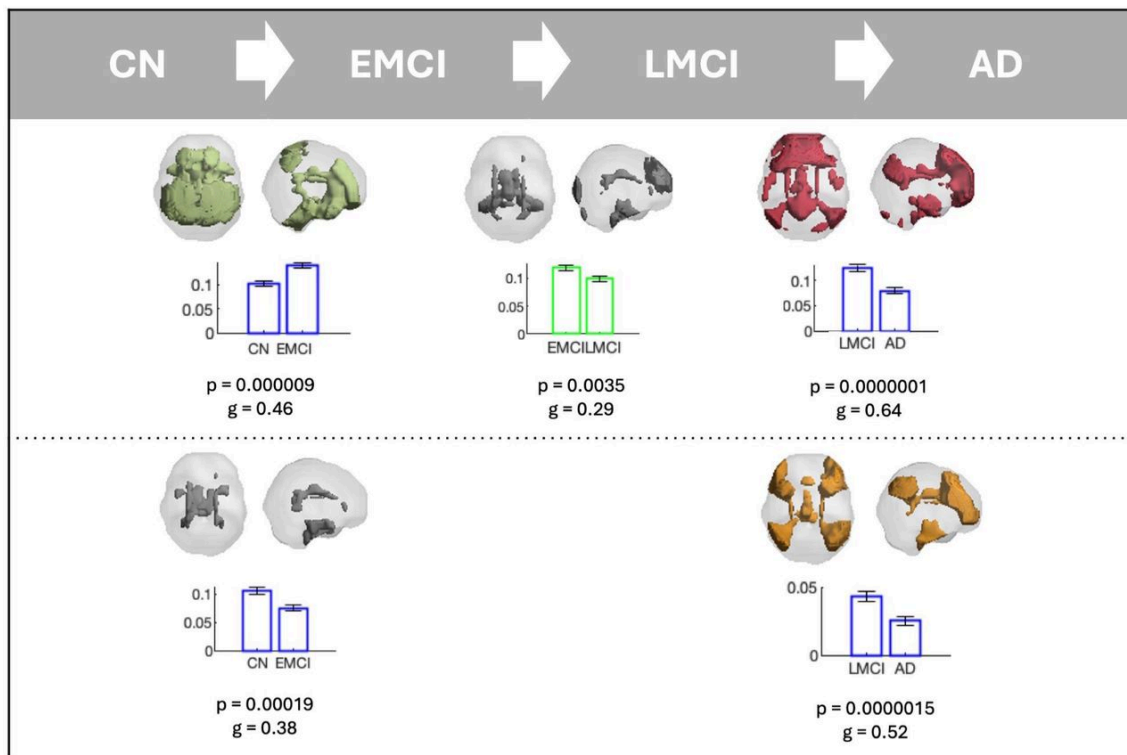 CN EMCI LMCI AD
0.1
0.05
0
CN EMCI
p = 0.000009
g = 0.46
0.1
0.05
0
EMCI LMCI
p = 0.0035
g = 0.29
0.1
0.05
0
LMCI AD
p = 0.0000001
g = 0.64
0.1
0.05
0
CN EMCI
p = 0.00019
g = 0.38
0.05
0
LMCI AD
p = 0.0000015
g = 0.52